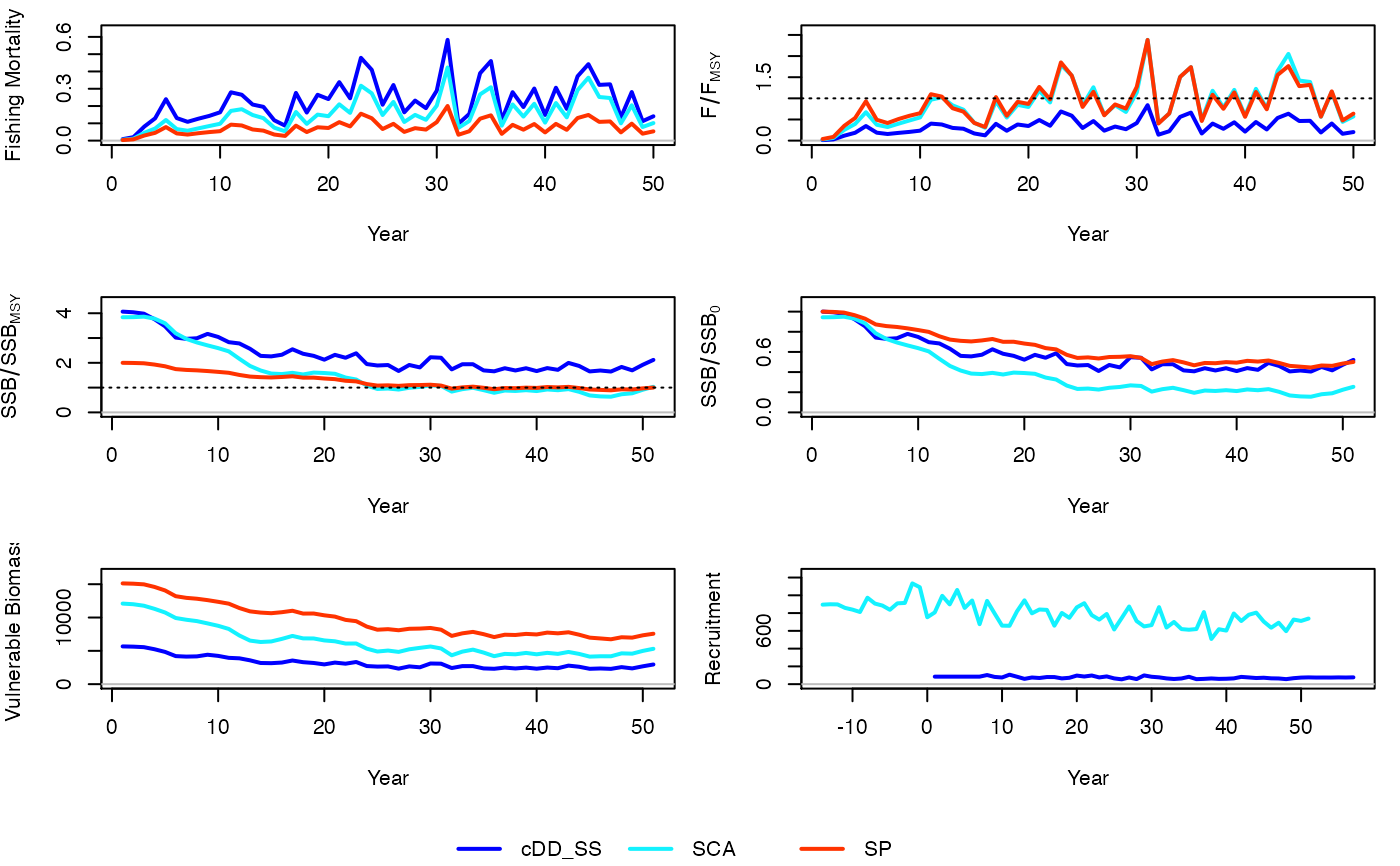 Fishing Mortality
0.0 0.3 0.6
0 10 20 30 40 50
Year
F/F_MSY
0.0 1.5
0 10 20 30 40 50
Year
SSB/SSB_MSY
0 2 4
0 10 20 30 40 50
Year
SSB/SSB_0
0.0 0.6
0 10 20 30 40 50
Year
Vulnerable Biomass
0 10000
0 10 20 30 40 50
Year
Recruitment
0 600
-10 0 10 20 30 40 50
Year
cDD_SS SCA SP